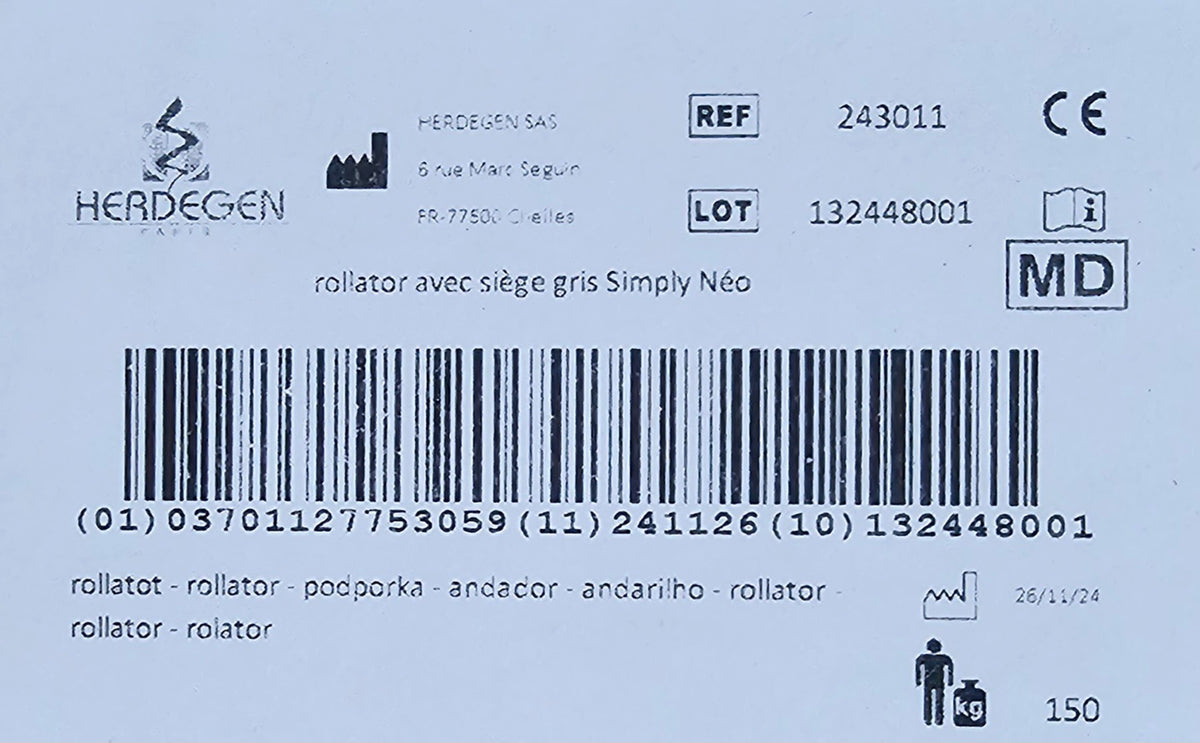 HERDEGEN
PARIS
HERDEGEN SAS
6 rue Marc Seguin
FR-77500 Chelles
REF 243011
LOT 132448001
CE
i
MD
rollator avec siège gris Simply Néo
(01)03701127753059(11)241126(10)132448001
rollatot - rollator - podporka - andador - andarilho - rollator -
rollator - rolator
26/11/24
kg 150